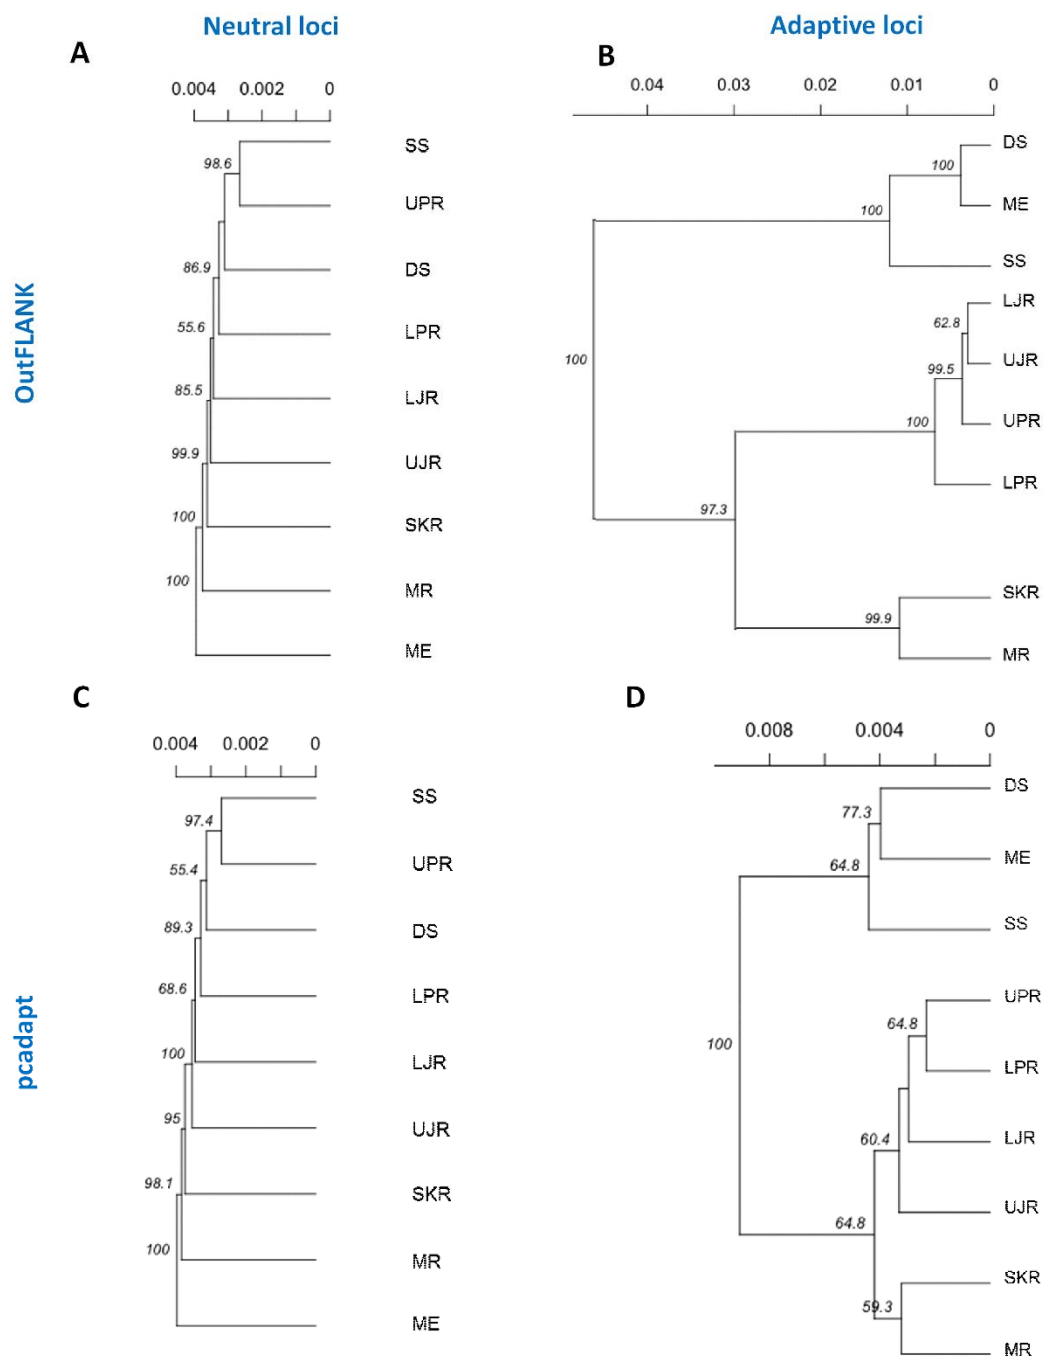 Neutral loci
Adaptive loci
OutFLANK
A
0.004 0.002 0
98.6
86.9
55.6
85.5
99.9
100
100
SS
UPR
DS
LPR
LJR
UJR
SKR
MR
ME
B
0.04 0.03 0.02 0.01 0
100
100
62.8
99.5
100
100
97.3
99.9
DS
ME
SS
LJR
UJR
UPR
LPR
SKR
MR
pcadapt
C
0.004 0.002 0
97.4
55.4
89.3
68.6
100
95
98.1
100
SS
UPR
DS
LPR
LJR
UJR
SKR
MR
ME
D
0.008 0.004 0
77.3
64.8
64.8
100
60.4
64.8
59.3
DS
ME
SS
UPR
LPR
LJR
UJR
SKR
MR